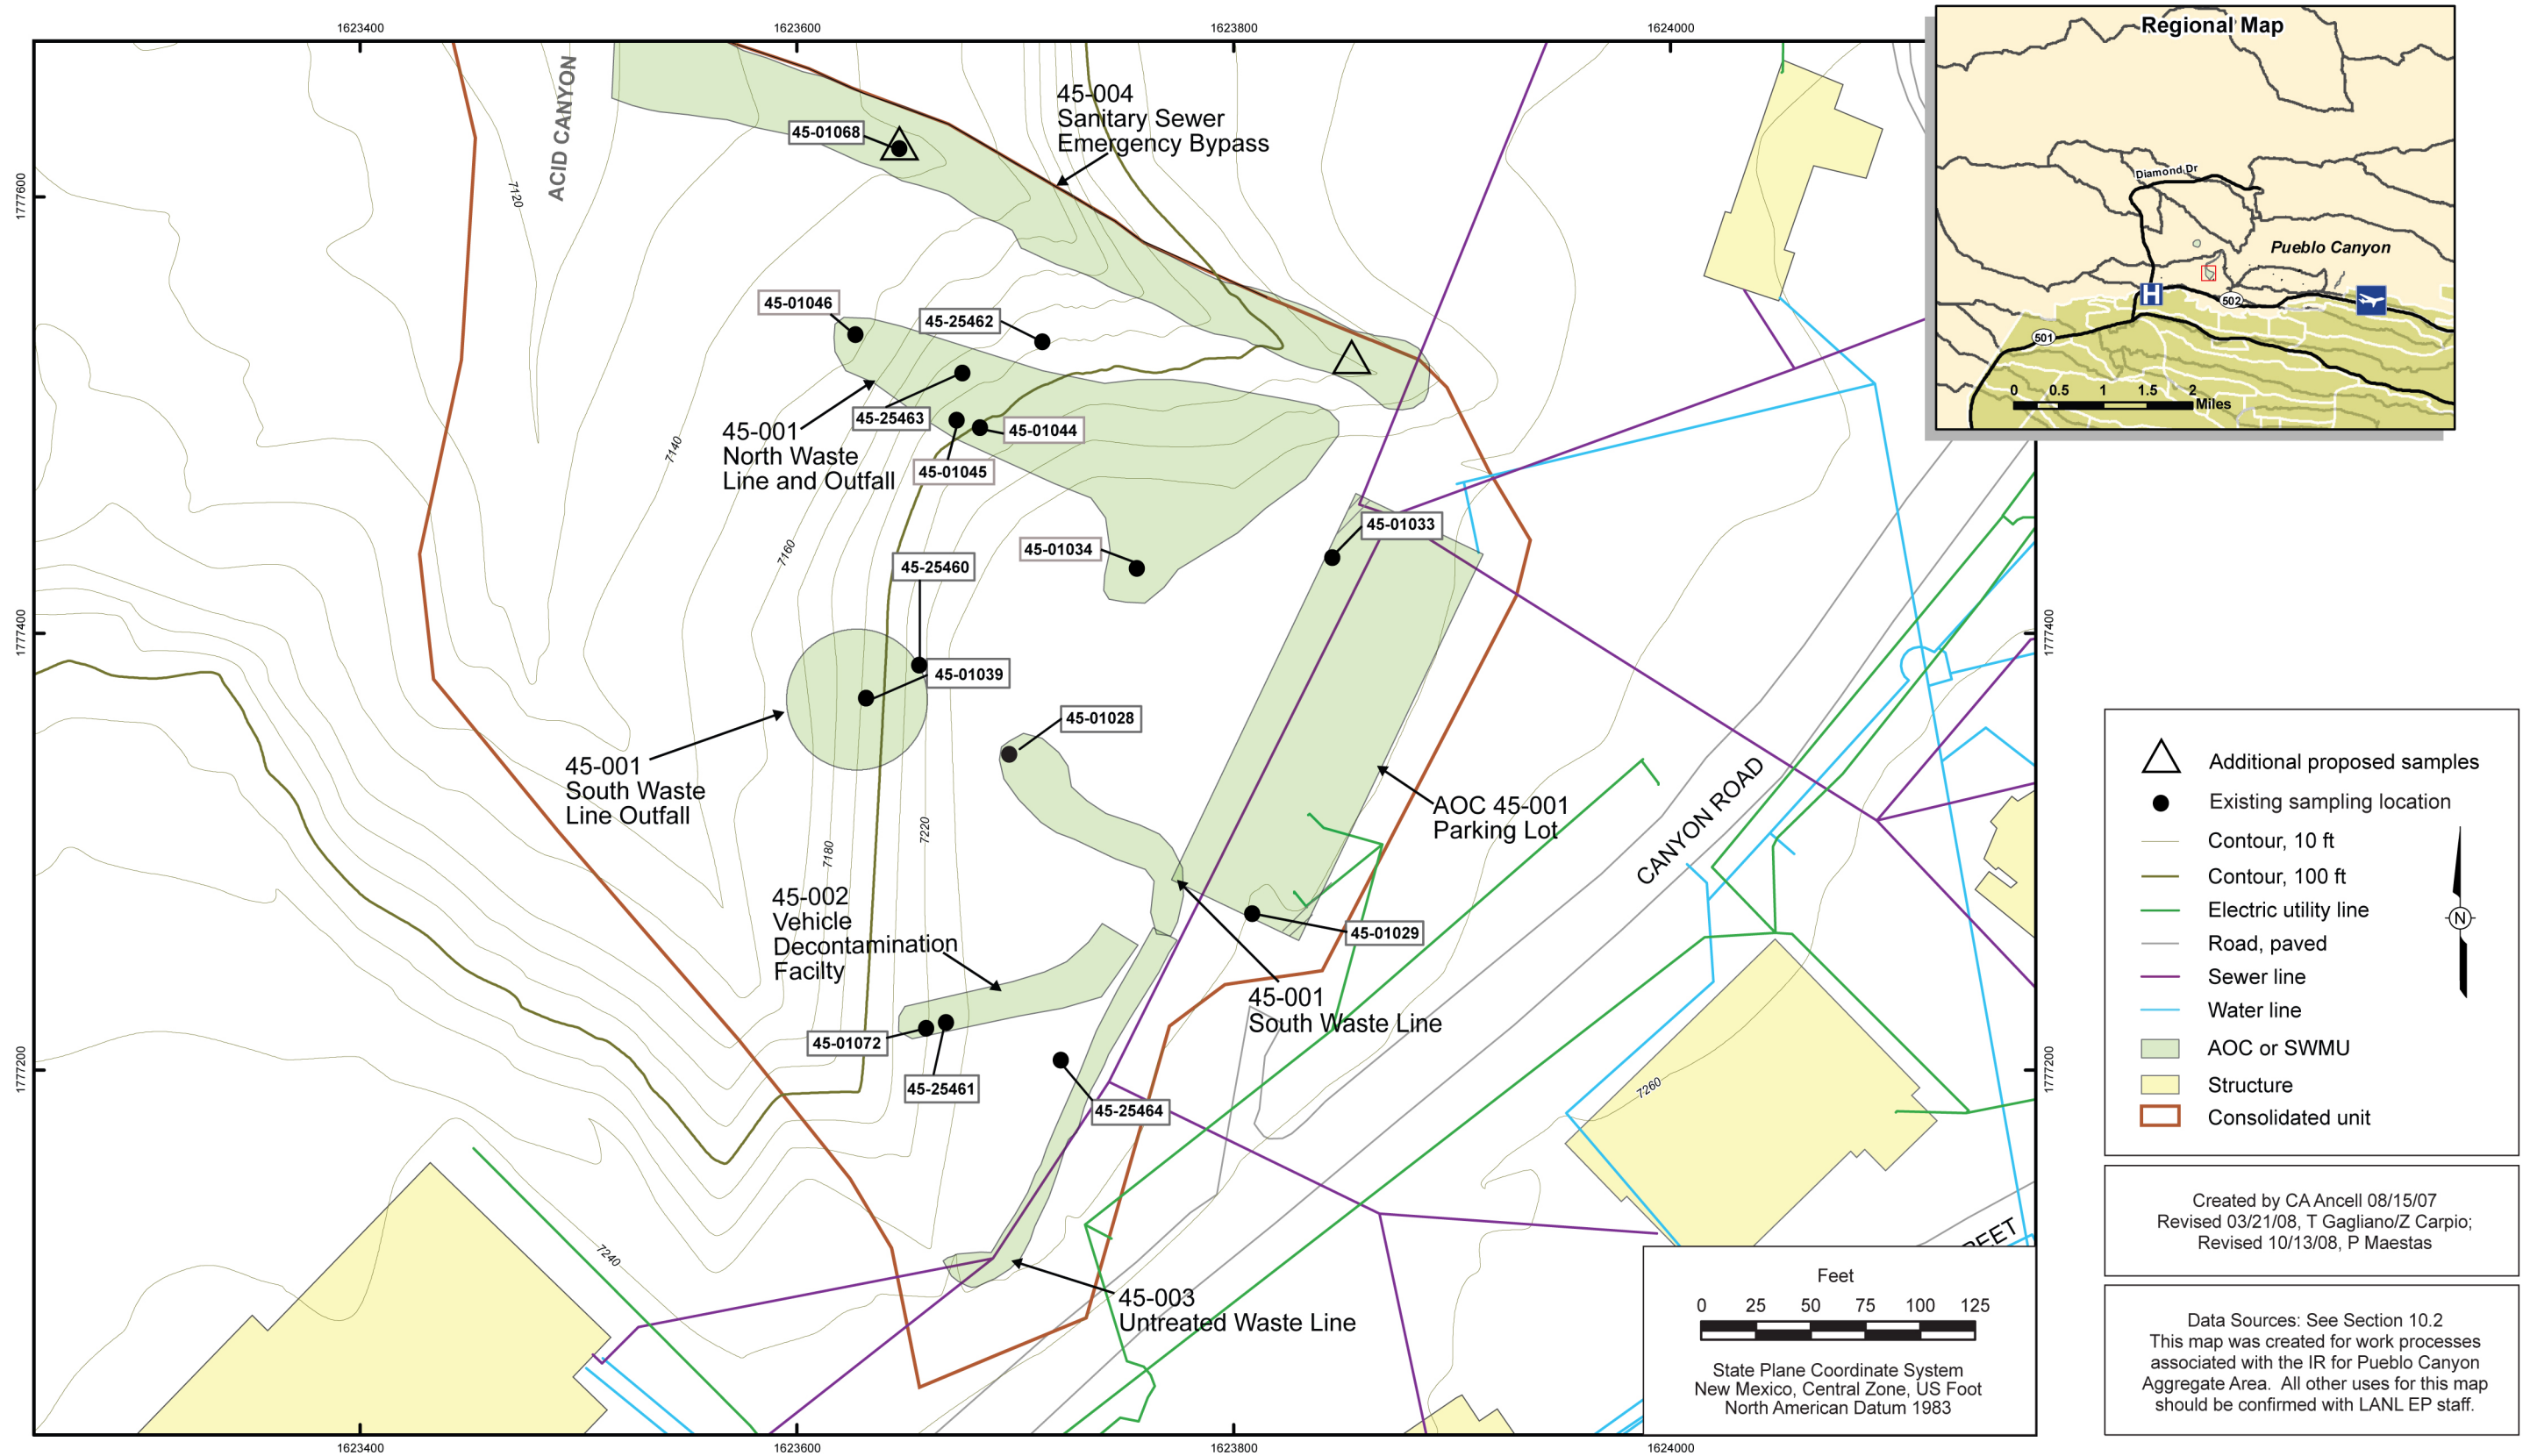 1623400
1623600
1623800
1624000
1777600
1777400
1777200
1777400
1777200
1623400
1623600
1623800
1624000
ACID CANYON
7120
7140
7160
7180
7220
7240
7260
45-004
Sanitary Sewer
Emergency Bypass
45-01068
45-01046
45-25462
45-25463
45-01044
45-01045
45-001
North Waste
Line and Outfall
45-01034
45-01033
45-25460
45-01039
45-001
South Waste
Line Outfall
45-01028
AOC 45-001
Parking Lot
CANYON ROAD
45-002
Vehicle
Decontamination
Facilty
45-01029
45-001
South Waste Line
45-01072
45-25461
45-25464
45-003
Untreated Waste Line
REET
Feet
0 25 50 75 100 125
State Plane Coordinate System
New Mexico, Central Zone, US Foot
North American Datum 1983
Regional Map
Diamond Dr
Pueblo Canyon
H
502
501
0 0.5 1 1.5 2
Miles
Additional proposed samples
Existing sampling location
Contour, 10 ft
Contour, 100 ft
Electric utility line
Road, paved
Sewer line
Water line
AOC or SWMU
Structure
Consolidated unit
N
Created by CA Ancell 08/15/07
Revised 03/21/08, T Gagliano/Z Carpio;
Revised 10/13/08, P Maestas
Data Sources: See Section 10.2
This map was created for work processes
associated with the IR for Pueblo Canyon
Aggregate Area. All other uses for this map
should be confirmed with LANL EP staff.